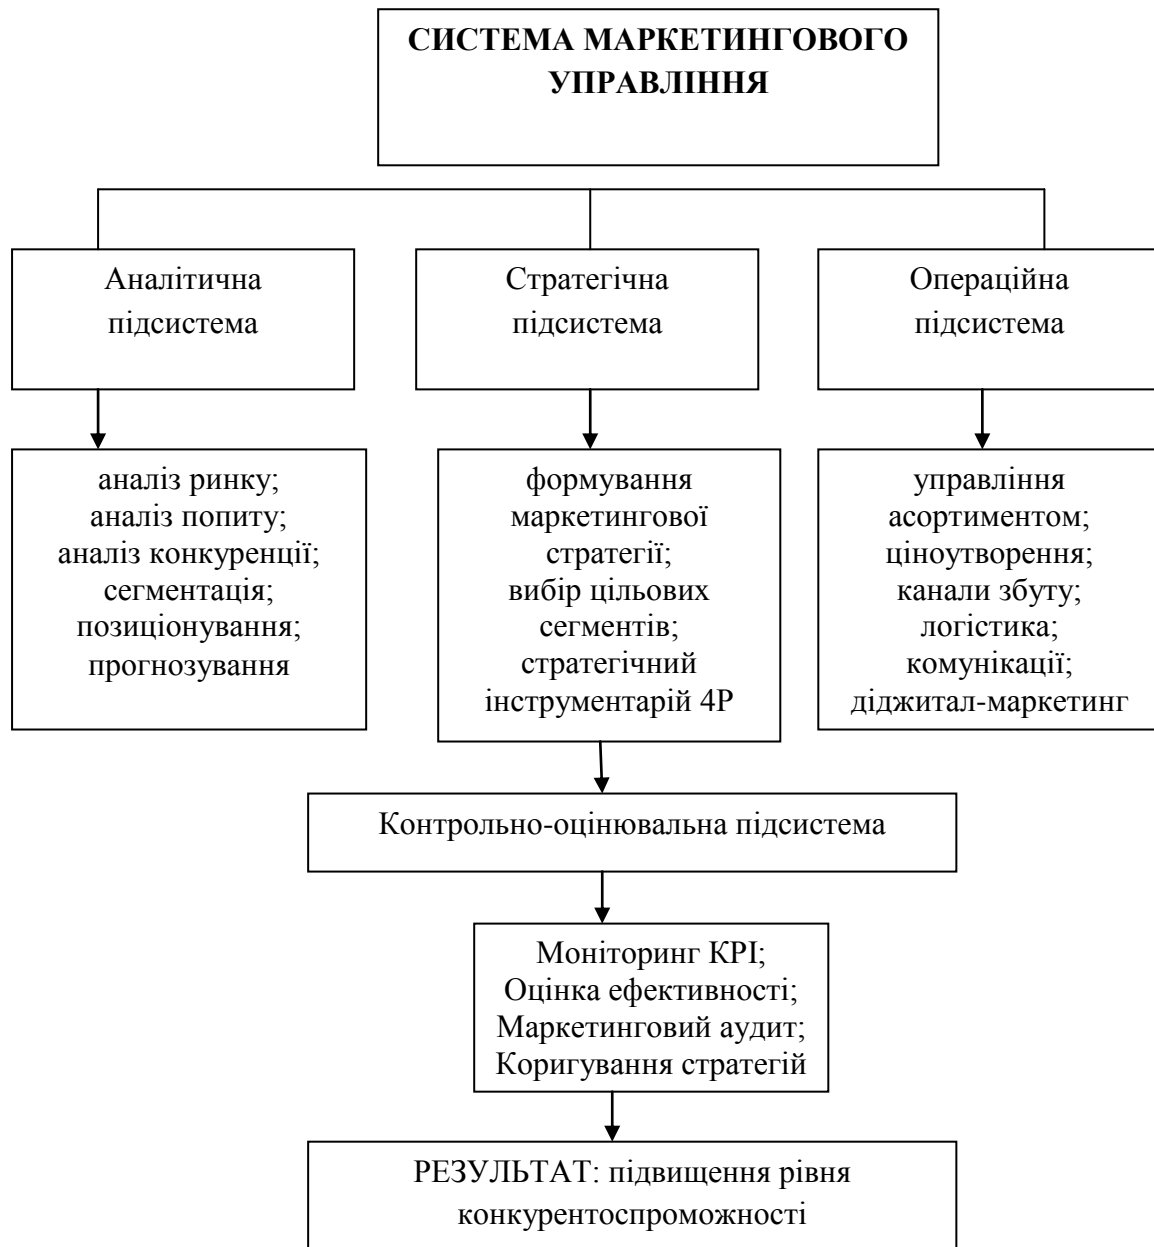 СИСТЕМА МАРКЕТИНГОВОГО
УПРАВЛІННЯ
Аналітична
підсистема
Стратегічна
підсистема
Операційна
підсистема
аналіз ринку;
аналіз попиту;
аналіз конкуренції;
сегментація;
позиціонування;
прогнозування
формування
маркетингової
стратегії;
вибір цільових
сегментів;
стратегічний
інструментарій 4Р
управління
асортиментом;
ціноутворення;
канали збуту;
логістика;
комунікації;
діджитал-маркетинг
Контрольно-оцінювальна підсистема
Моніторинг KPI;
Оцінка ефективності;
Маркетинговий аудит;
Коригування стратегій
РЕЗУЛЬТАТ: підвищення рівня
конкурентоспроможності